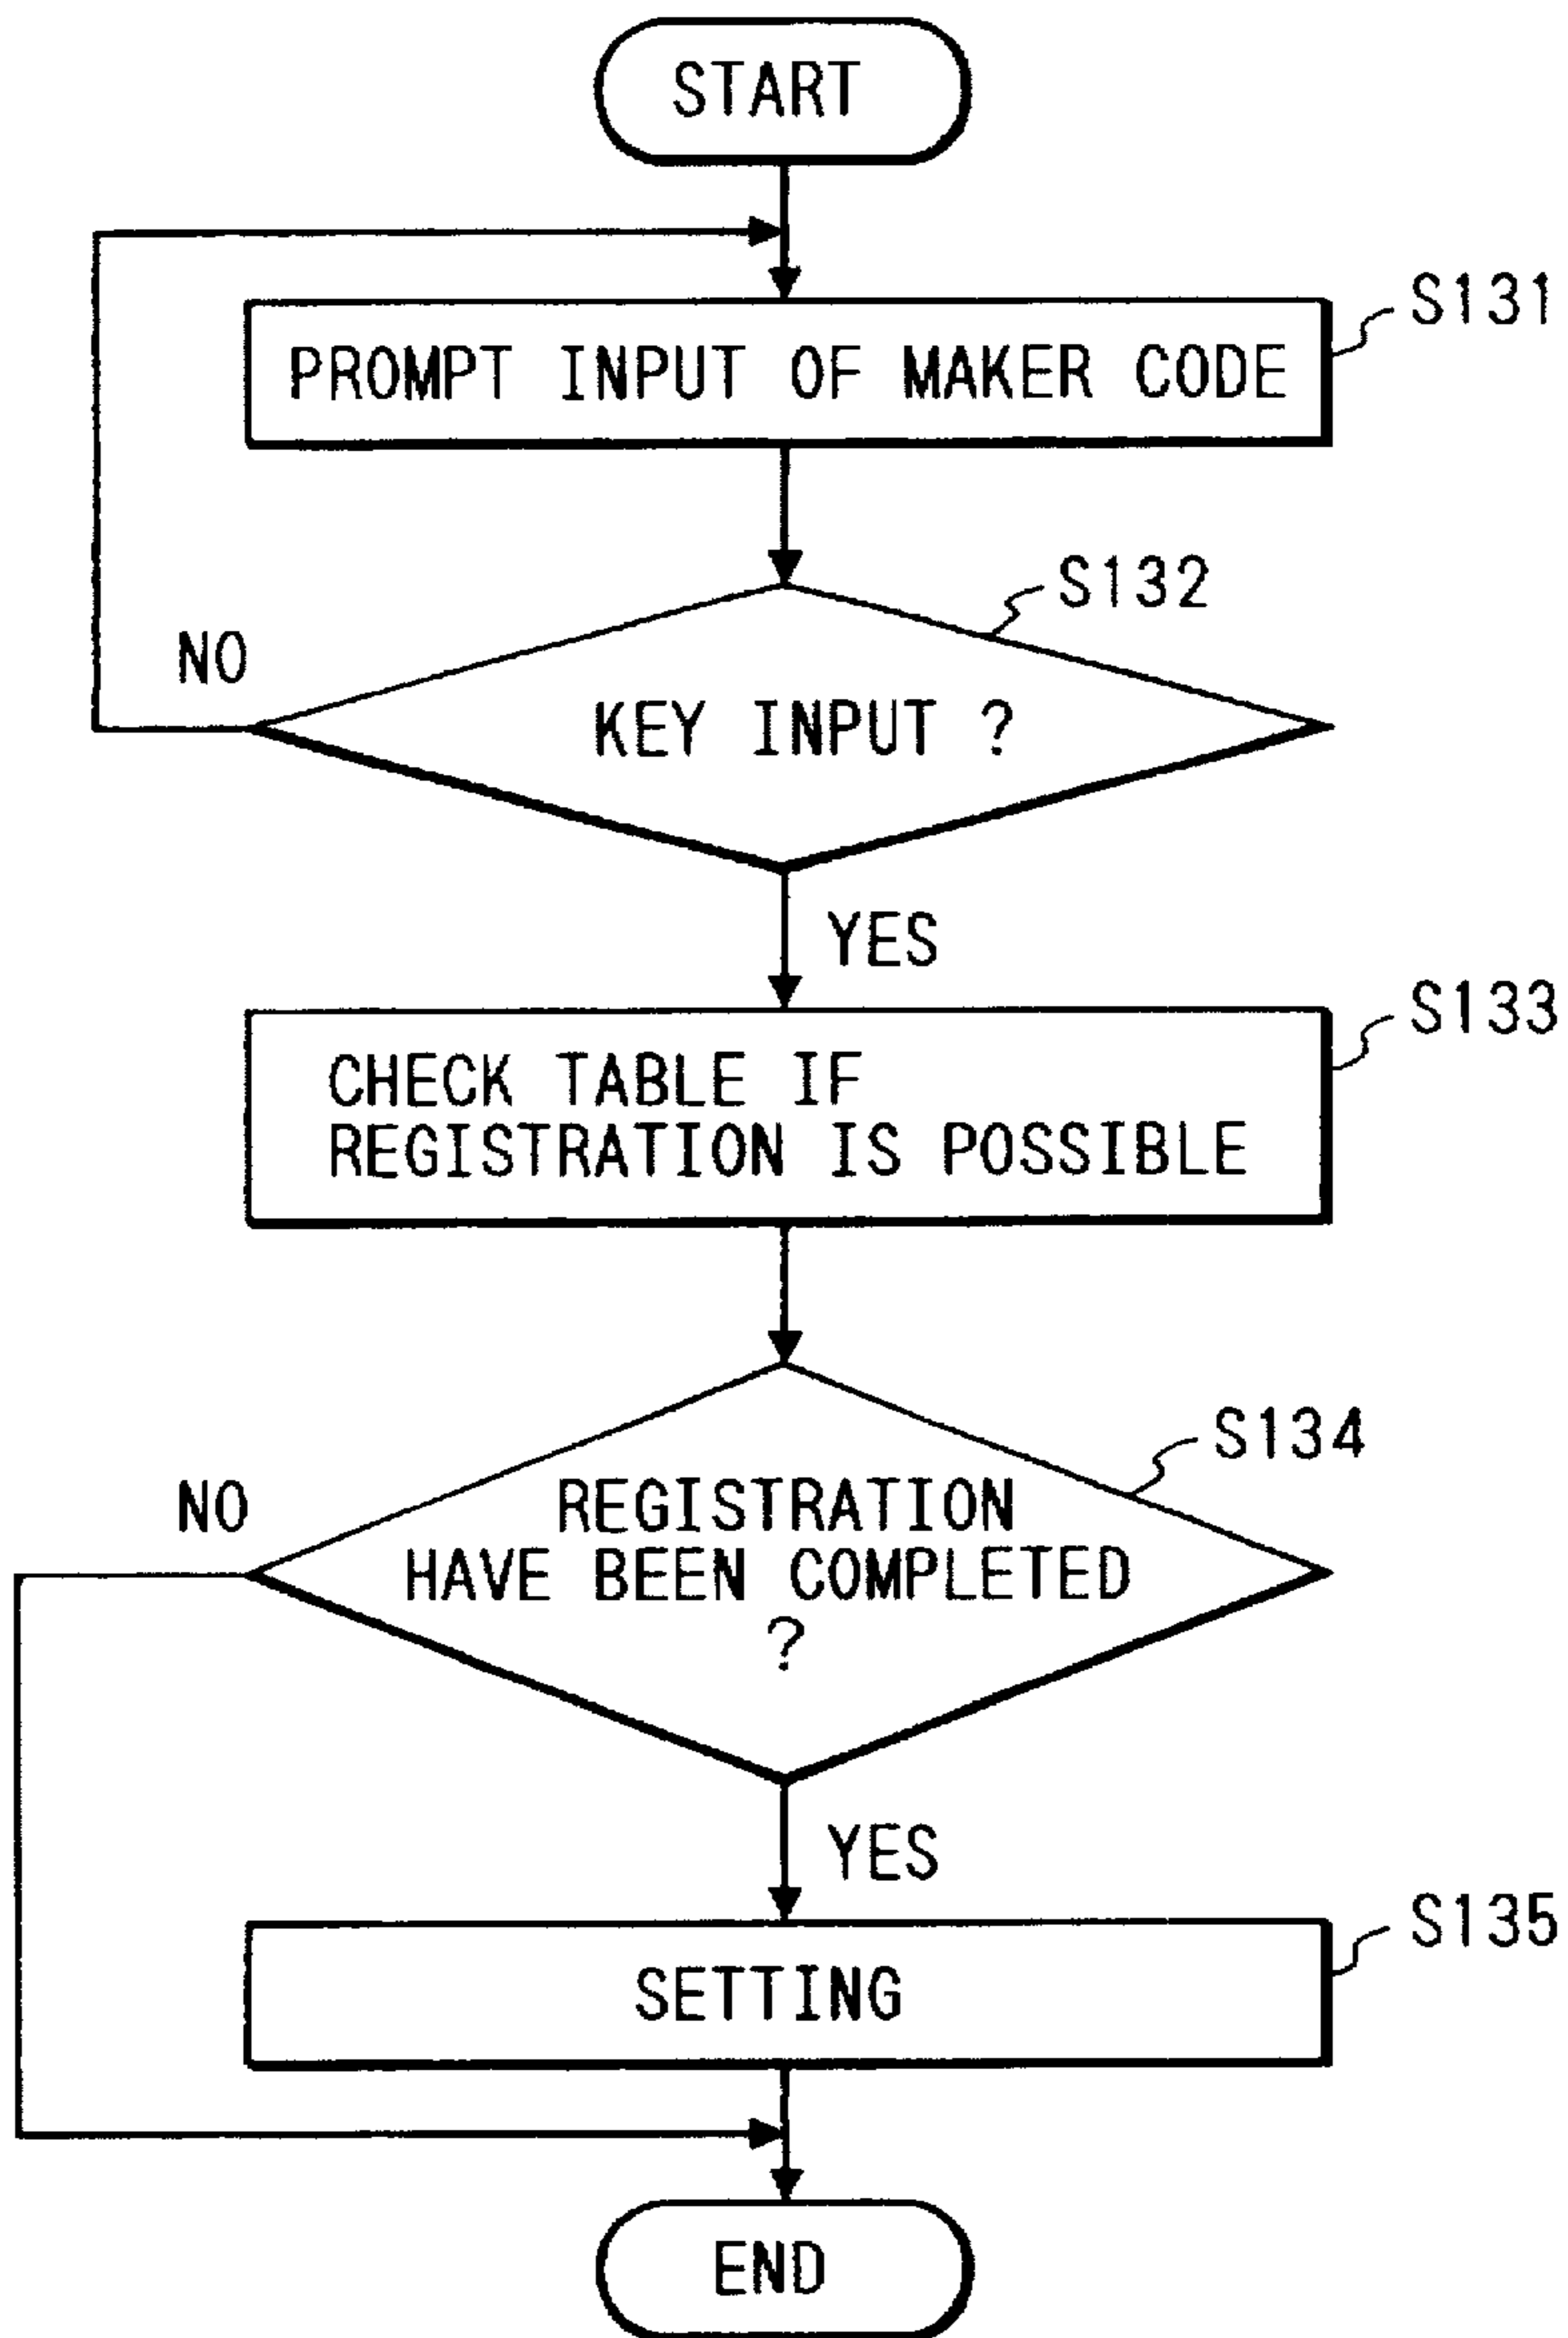 START
S131
PROMPT INPUT OF MAKER CODE
S132
NO
KEY INPUT ?
YES
S133
CHECK TABLE IF
REGISTRATION IS POSSIBLE
S134
NO
REGISTRATION
HAVE BEEN COMPLETED
?
YES
S135
SETTING
END